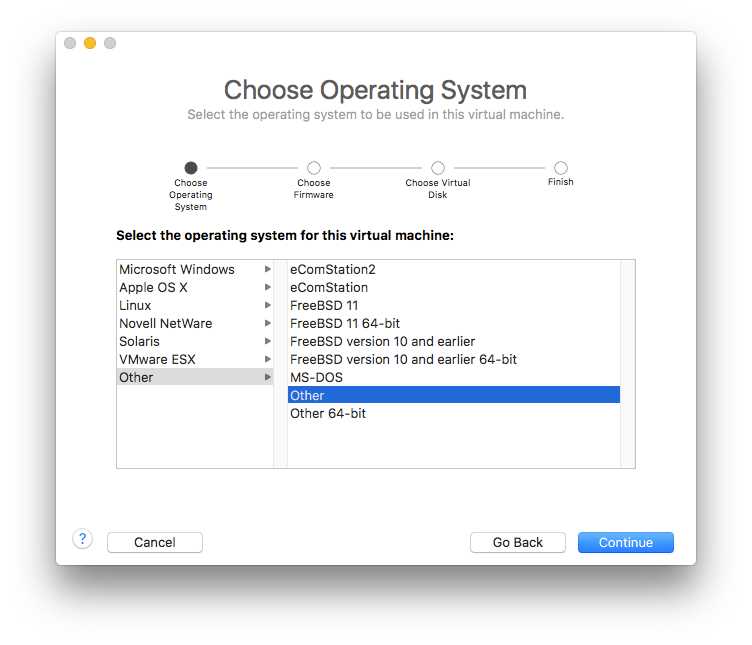 Choose Operating System
Select the operating system to be used in this virtual machine.
Choose
Operating
System
Choose
Firmware
Choose Virtual
Disk
Finish
Select the operating system for this virtual machine:
Microsoft Windows
Apple OS X
Linux
Novell NetWare
Solaris
VMware ESX
Other
eComStation2
eComStation
FreeBSD 11
FreeBSD 11 64-bit
FreeBSD version 10 and earlier
FreeBSD version 10 and earlier 64-bit
MS-DOS
Other
Other 64-bit
?
Cancel
Go Back
Continue